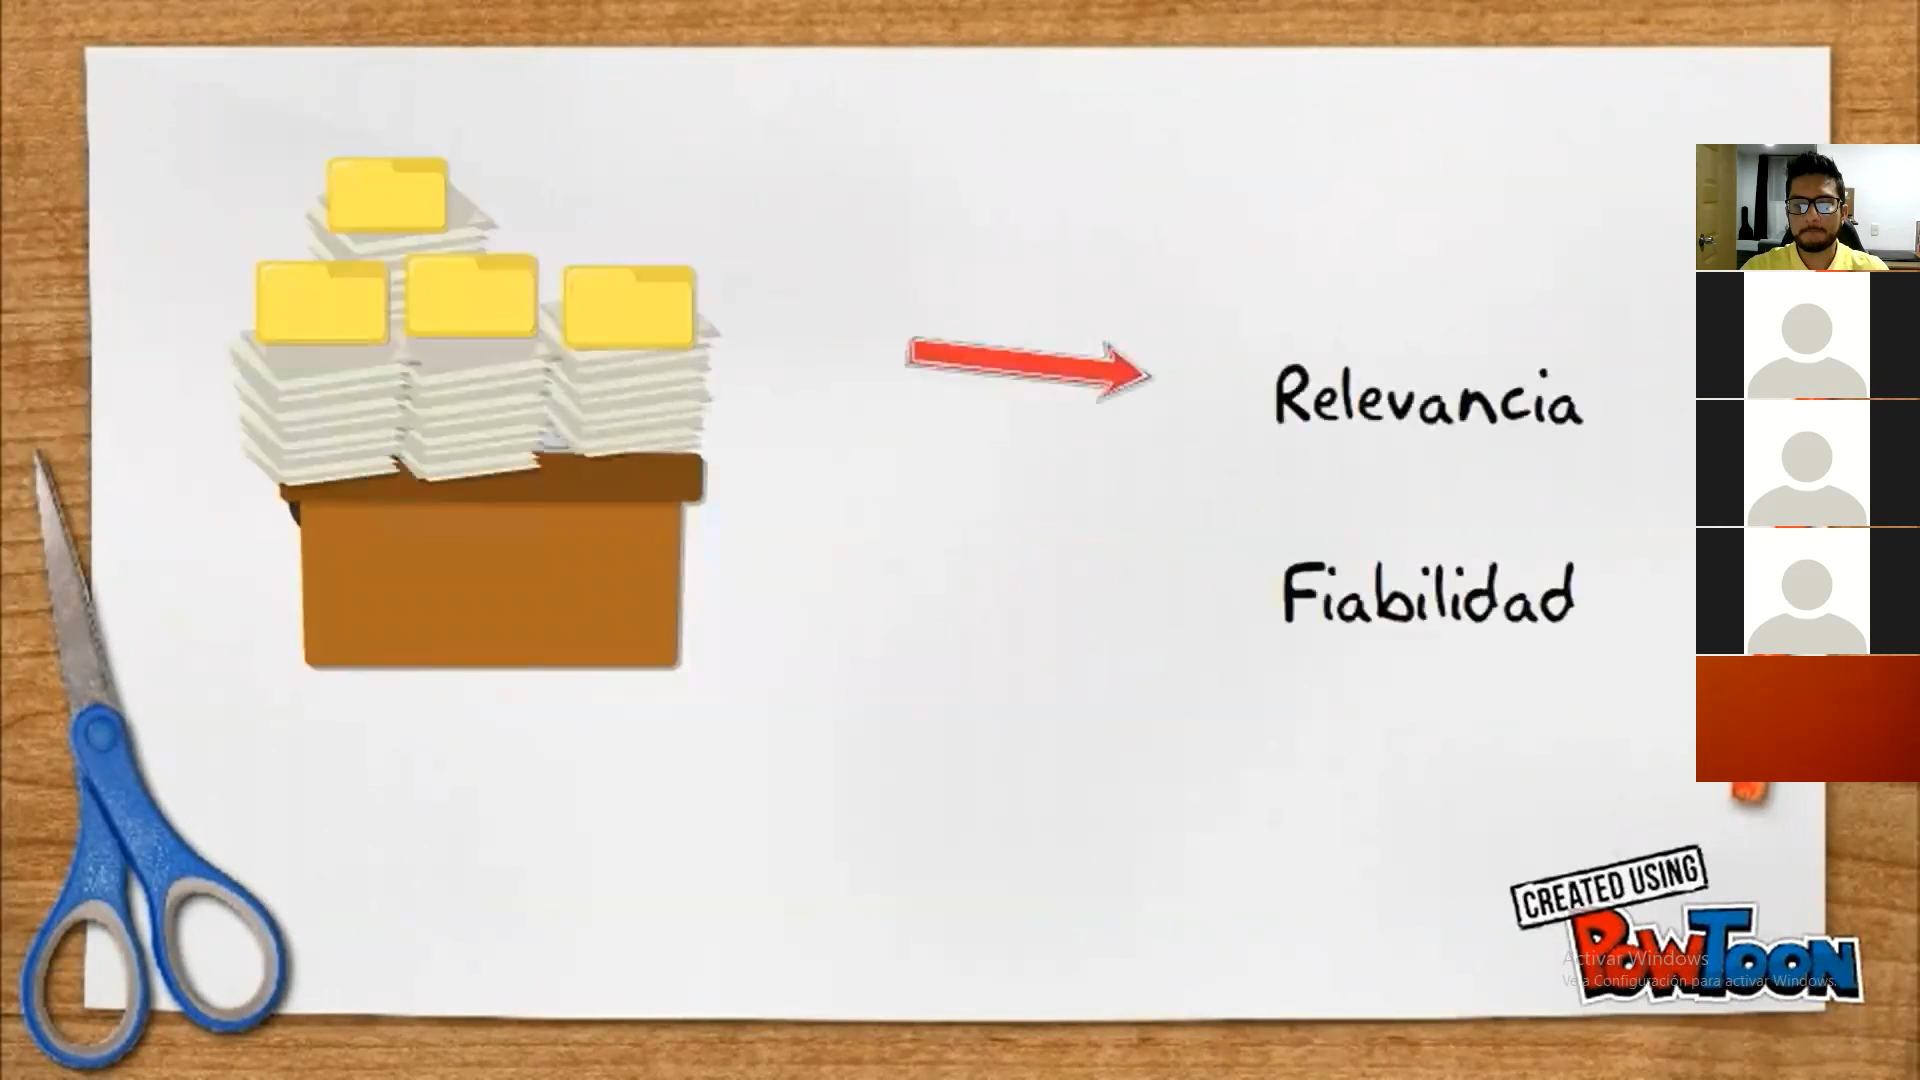 Relevancia
Fiabilidad
CREATED USING
POWTOON
Activar Windows
Ve a Configuración para activar Windows.